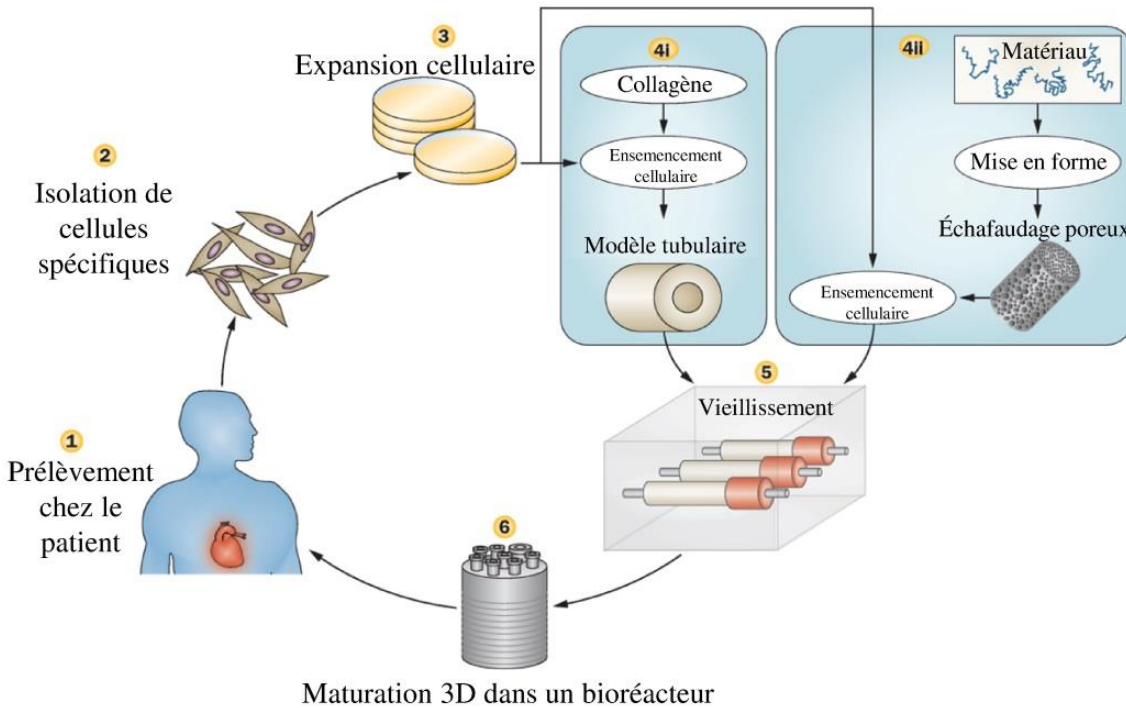 1
Prélèvement
chez le
patient
2
Isolation de
cellules
spécifiques
3
Expansion cellulaire
4i
Collagène
Ensemencement
cellulaire
Modèle tubulaire
4ii
Matériau
Mise en forme
Échafaudage poreux
Ensemencement
cellulaire
5
Vieillissement
6
Maturation 3D dans un bioréacteur